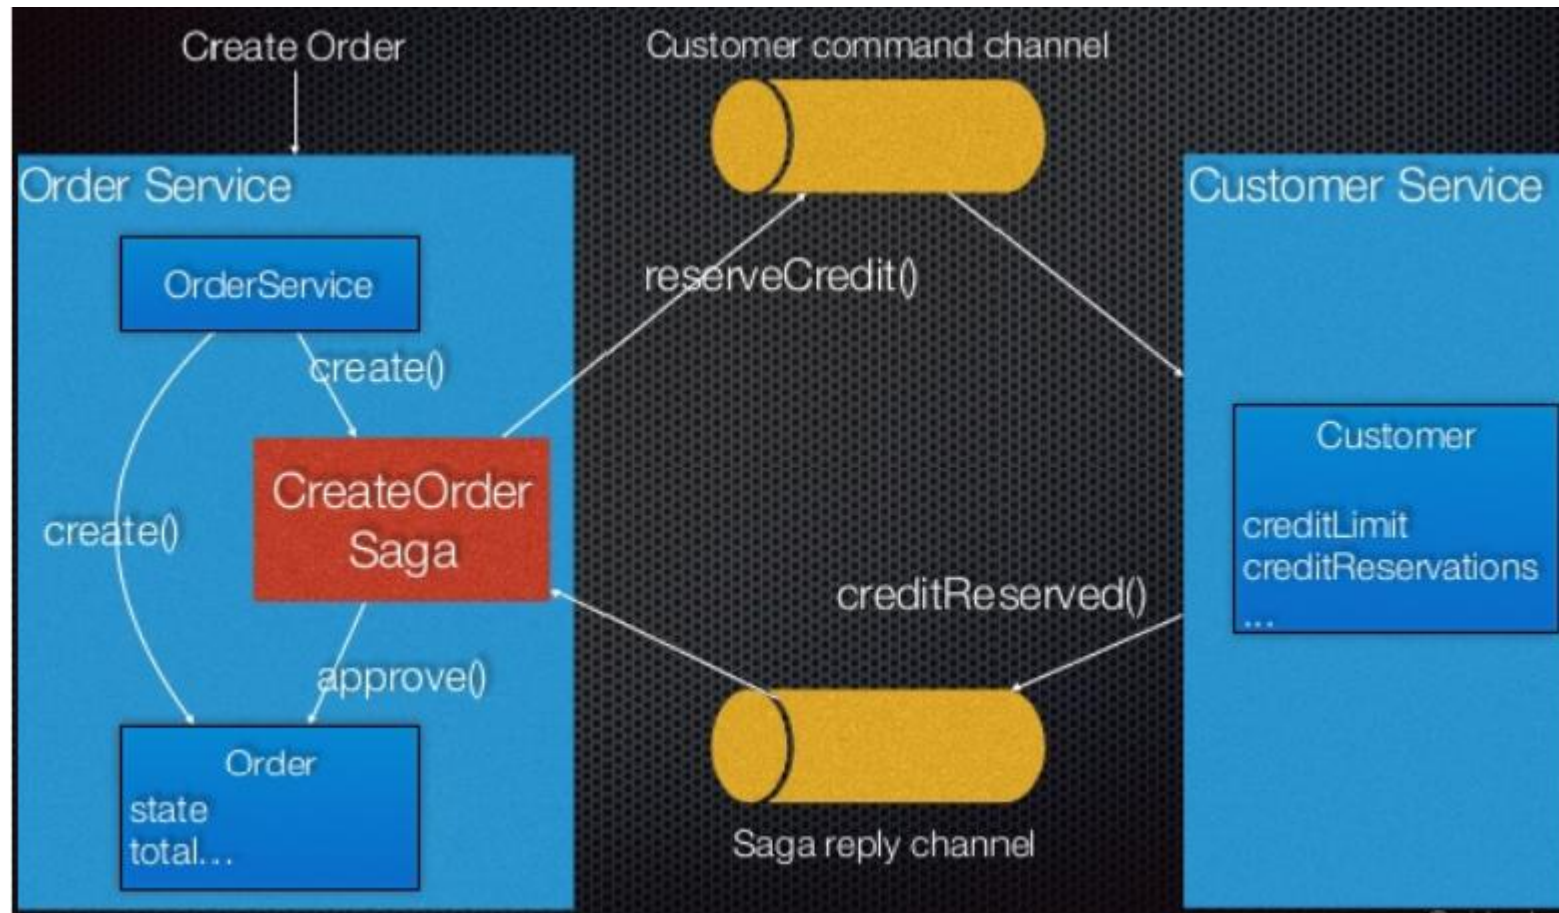 Create Order
Customer command channel
Order Service
Customer Service
OrderService
reserveCredit()
create()
Customer
CreateOrder
Saga
create()
creditLimit
creditReservations
...
creditReserved()
approve()
Order
state
total...
Saga reply channel